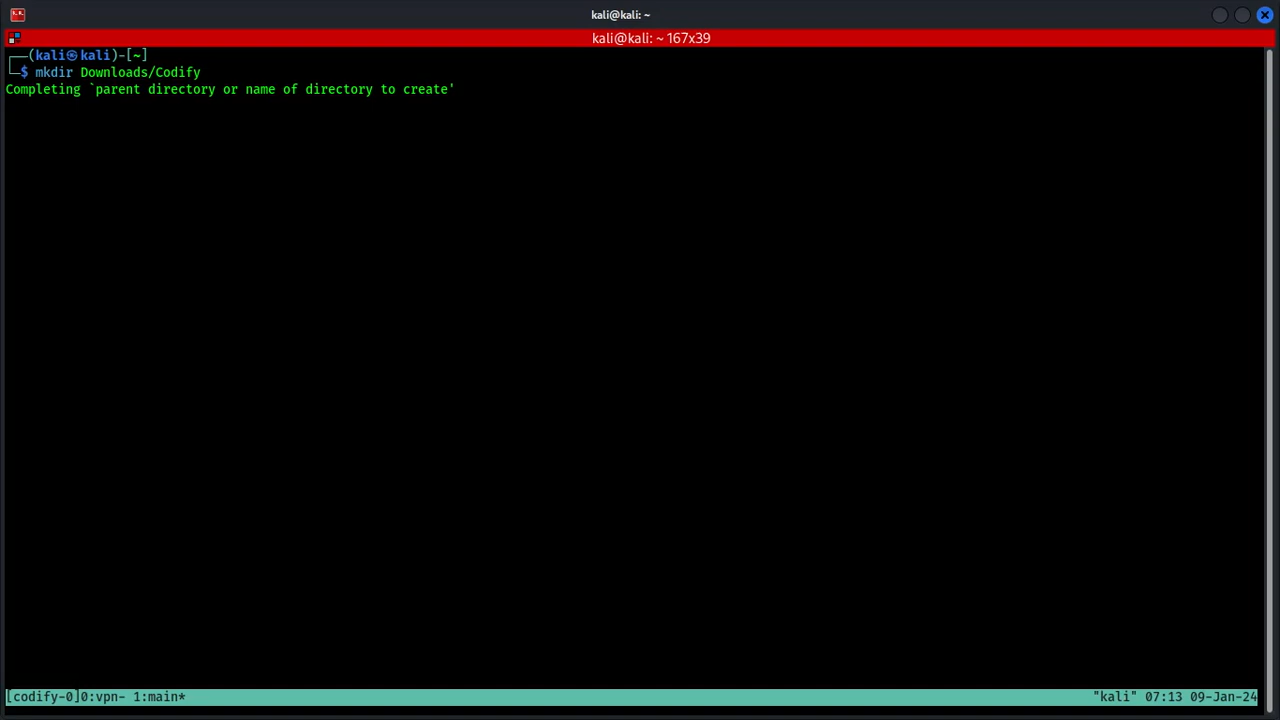 kali@kali: ~
kali@kali: ~ 167x39
┌──(kali㉿kali)-[~]
└─$ mkdir Downloads/Codify
Completing `parent directory or name of directory to create'
[codify-0]0:vpn- 1:main* "kali" 07:13 09-Jan-24